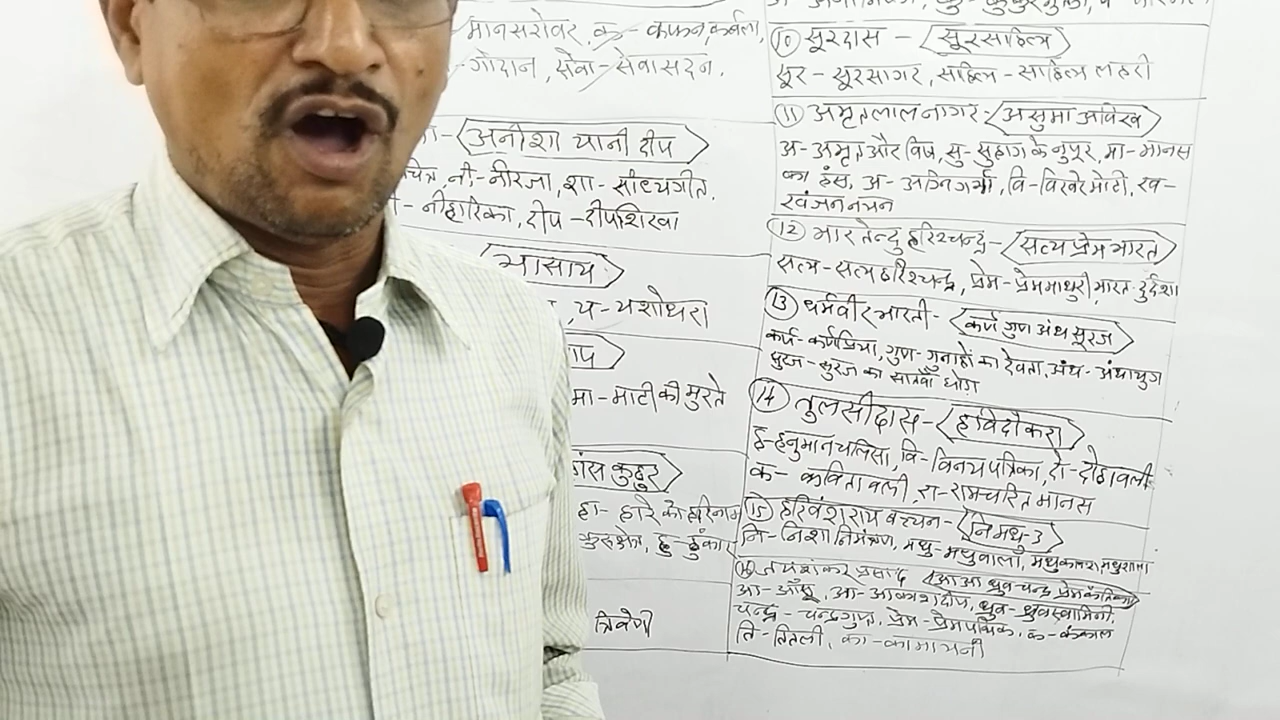 मानसरोवर, क - कफन, कर्बला,
गोदान, सेवा - सेवासदन.
अनीशा यानी दीप
चित्र, नी - नीरजा, शा - सांध्यगीत,
नीहारिका, दीप - दीपशिखा
भासाय
, य - यशोधरा
मा - माटी की मुरते
हांस कुहुर
हा - हारे को हरिनाम
कुरुक्षेत्र, हु - हुंकार
त्रिवेणी
10 सूरदास - सूरसाहित्य
सूर - सूरसागर, साहित्य - साहित्य लहरी
11 अमृतलाल नागर - असुमा अविख
अ - अमृत और विष, सु - सुहाग के नुपूर, मा - मानस
का हंस, अ - अग्निगर्भा, वि - बिखरे मोती, ख -
खंजन नयन
12 भारतेन्दु हरिश्चन्द्र - सत्य प्रेम भारत
सत्य - सत्य हरिश्चन्द्र, प्रेम - प्रेम माधुरी, भारत - दुर्दशा
13 धर्मवीर भारती - कर्ण गुण अंध सूरज
कर्ण - कर्णप्रिया, गुण - गुनाहों का देवता, अंध - अंधायुग
सुरज - सुरज का सातवाँ घोड़ा
14 तुलसीदास - हविदोकरा
ह - हनुमान चलिसा, वि - विनय पत्रिका, दो - दोहावली
क - कवितावली, रा - रामचरित मानस
15 हरिवंशराय बच्चन - निमधु-3
नि - निशा निमंत्रण, मधु - मधुबाला, मधुकलश, मधुशाला
16 जयशंकर प्रसाद आआ ध्रुव चन्द्र प्रेम कंतिका
आ - आँसू, आ - आकाशदीप, ध्रुव - ध्रुवस्वामिनी,
चन्द्र - चन्द्रगुप्त, प्रेम - प्रेमपथिक, क - कंकाल
ति - तितली, का - कामायनी